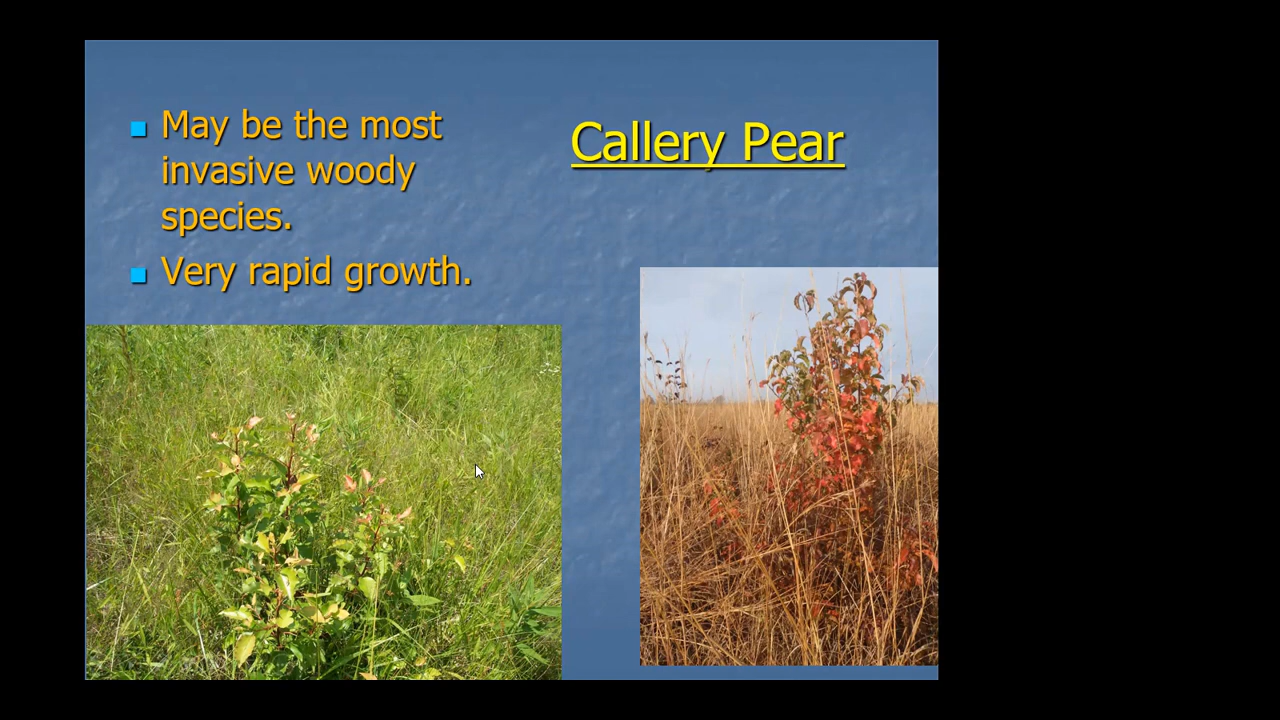 May be the most
invasive woody
species.
Very rapid growth.
Callery Pear